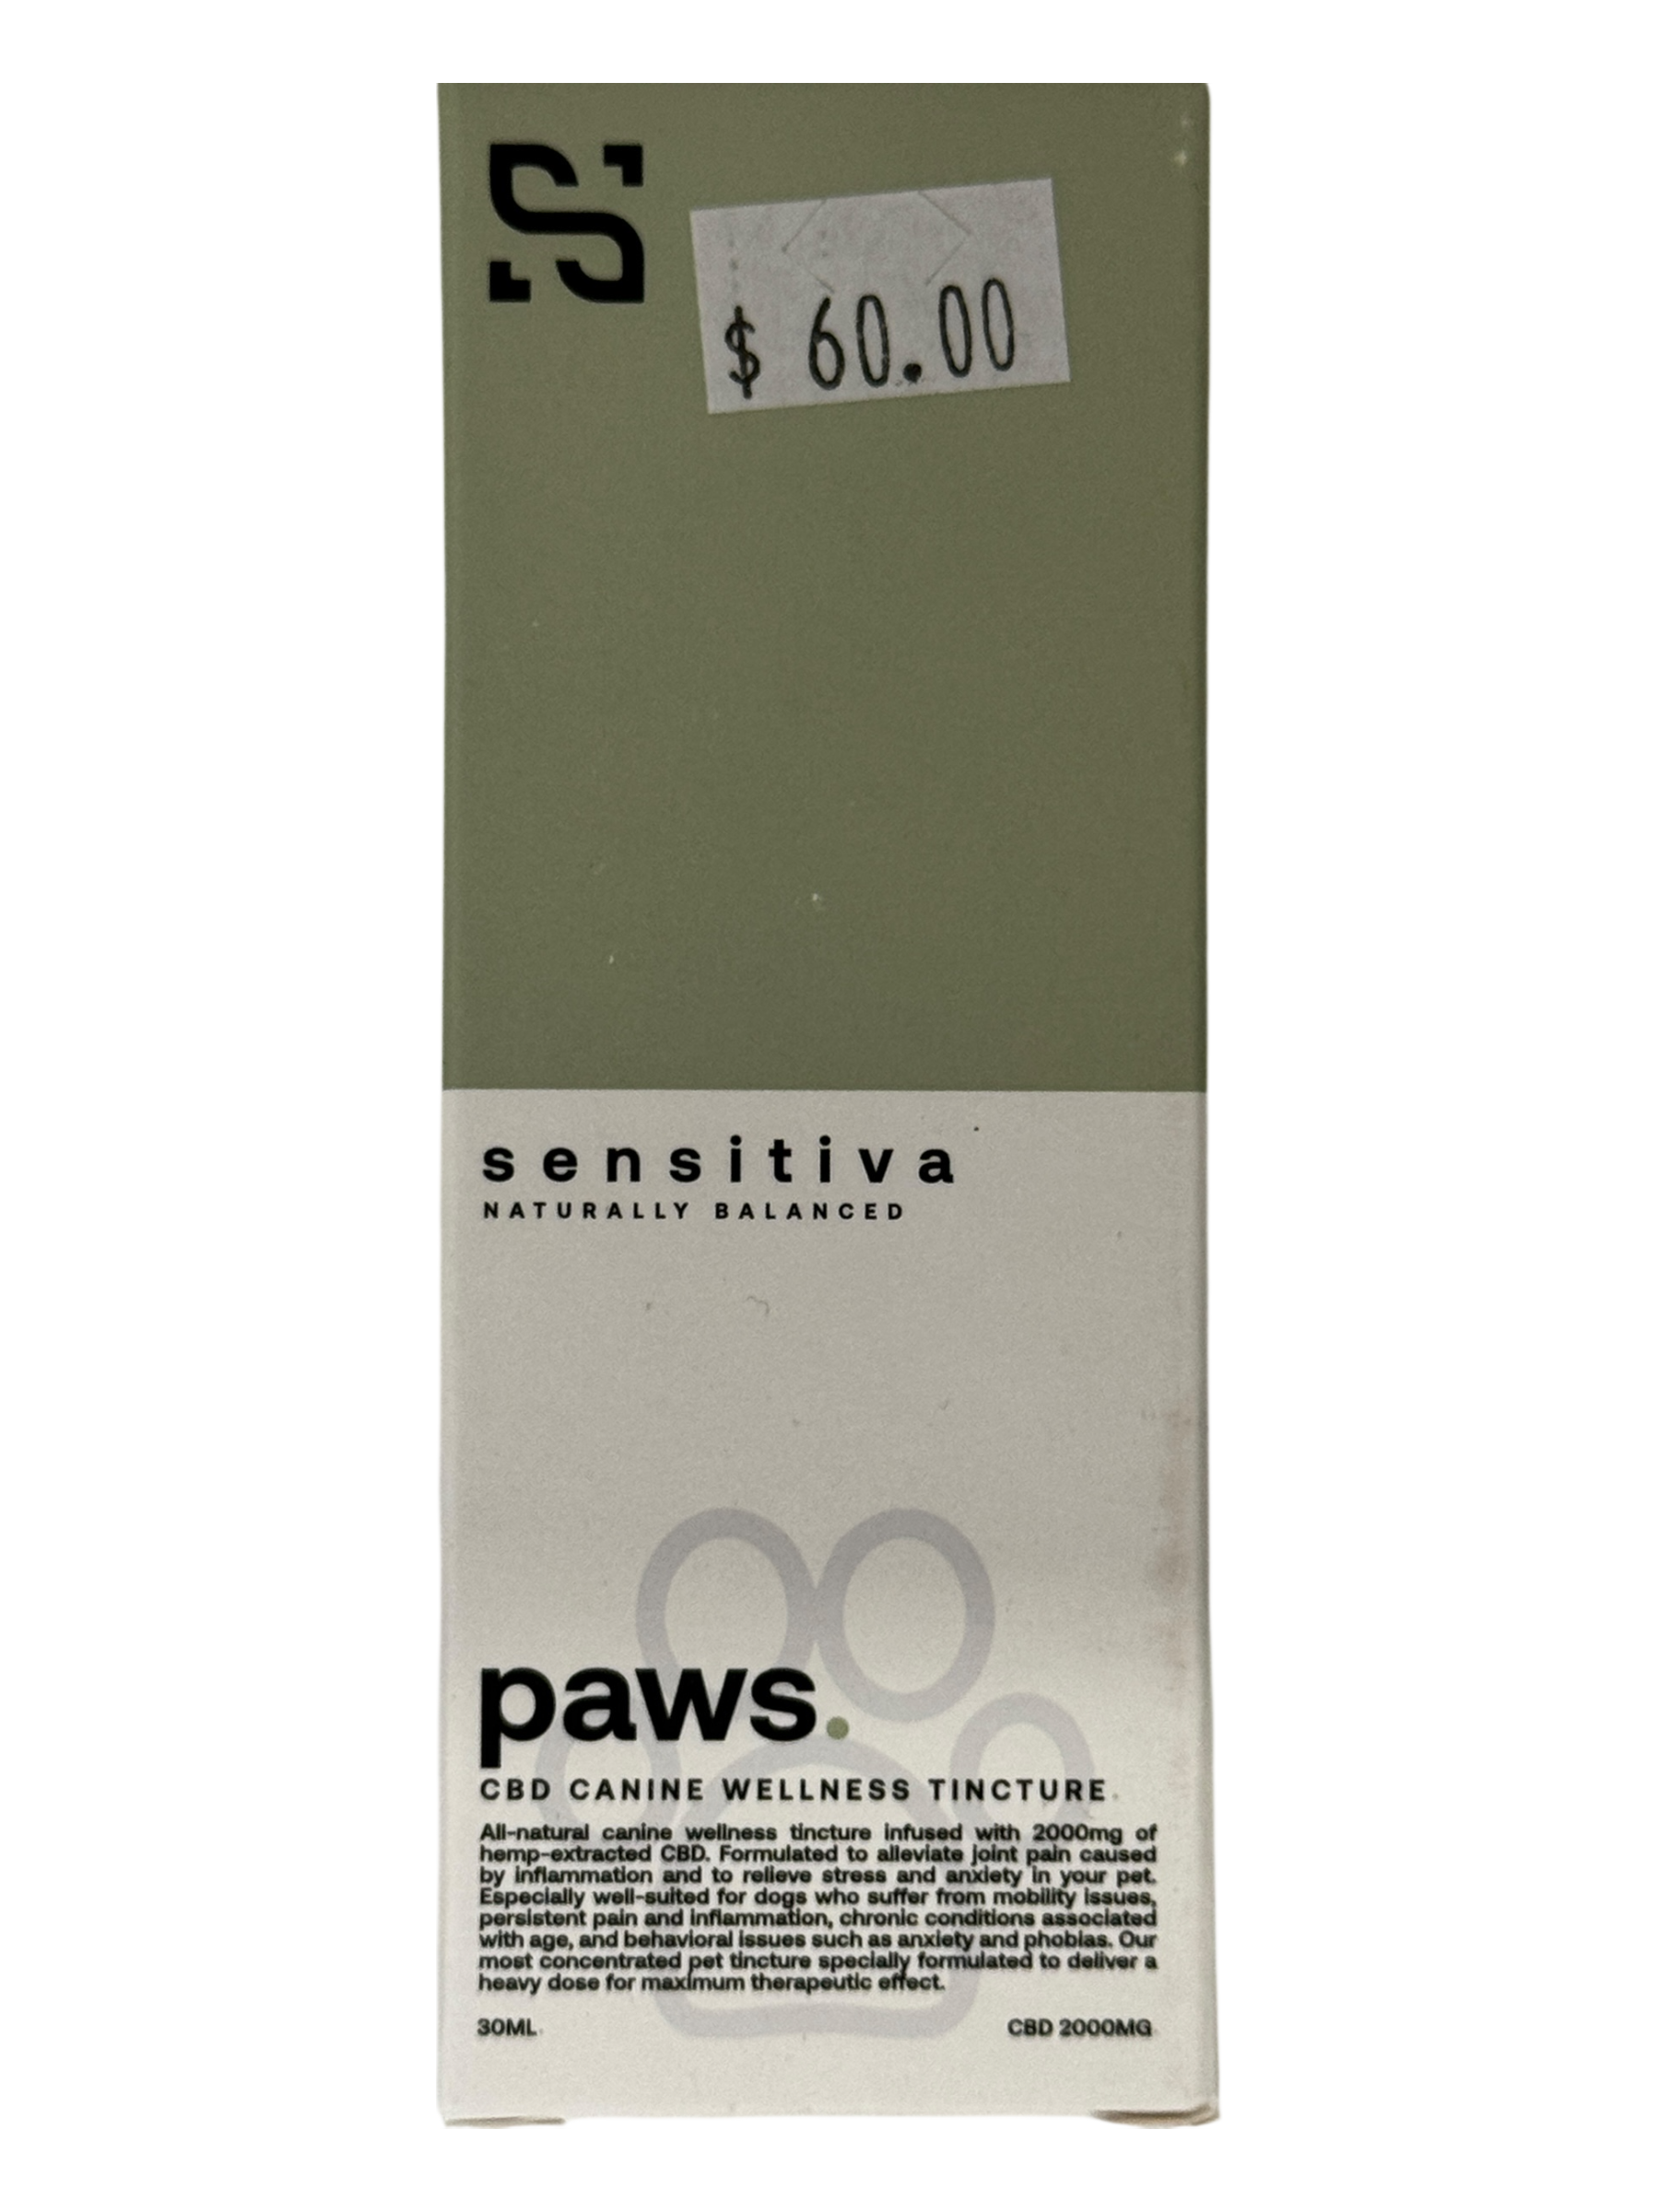 $ 60.00
sensitiva
NATURALLY BALANCED
paws.
CBD CANINE WELLNESS TINCTURE.
All-natural canine wellness tincture infused with 2000mg of
hemp-extracted CBD. Formulated to alleviate joint pain caused
by inflammation and to relieve stress and anxiety in your pet.
Especially well-suited for dogs who suffer from mobility issues,
persistent pain and inflammation, chronic conditions associated
with age, and behavioral issues such as anxiety and phobias. Our
most concentrated pet tincture specially formulated to deliver a
heavy dose for maximum therapeutic effect.
30ML. CBD 2000MG